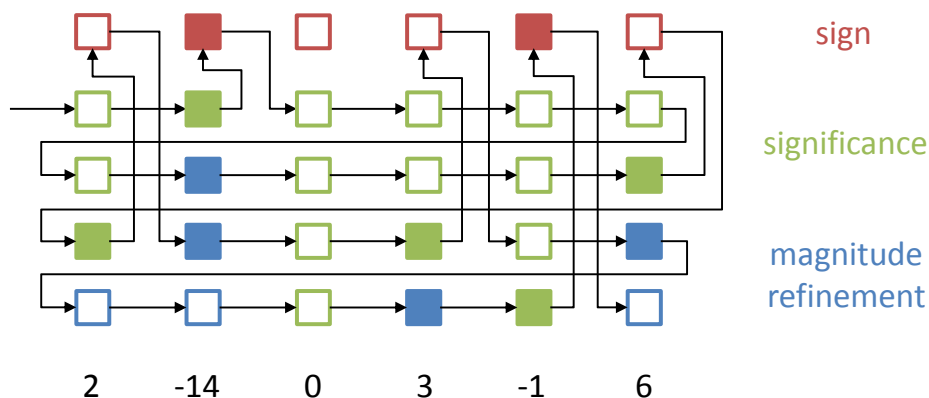 sign
significance
magnitude
refinement
2 -14 0 3 -1 6